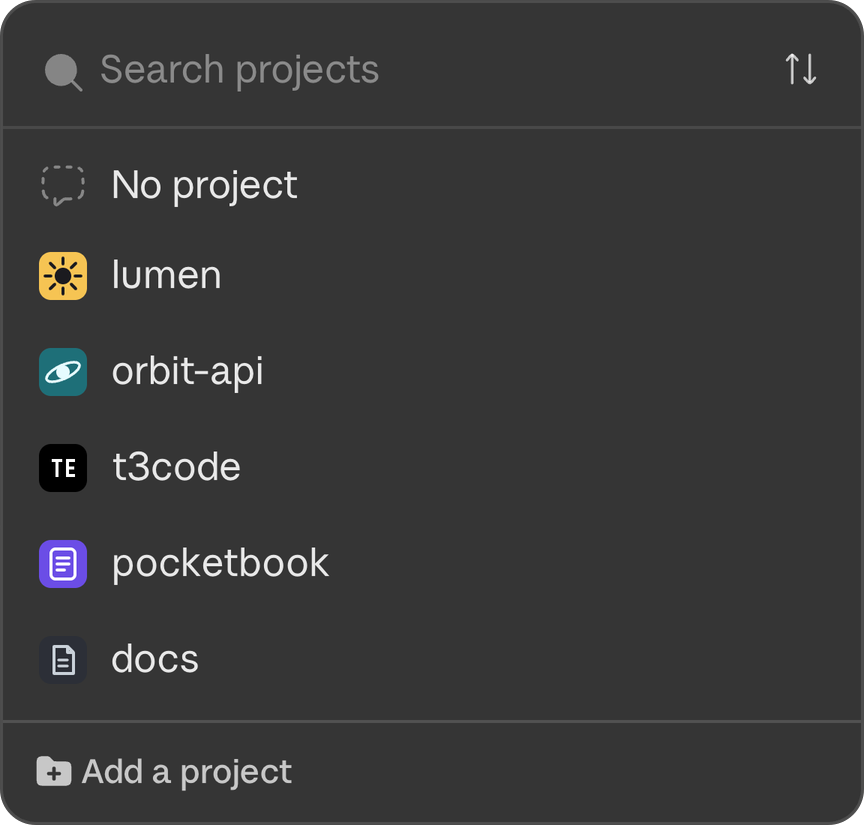 Search projects
No project
lumen
orbit-api
TE t3code
pocketbook
docs
Add a project